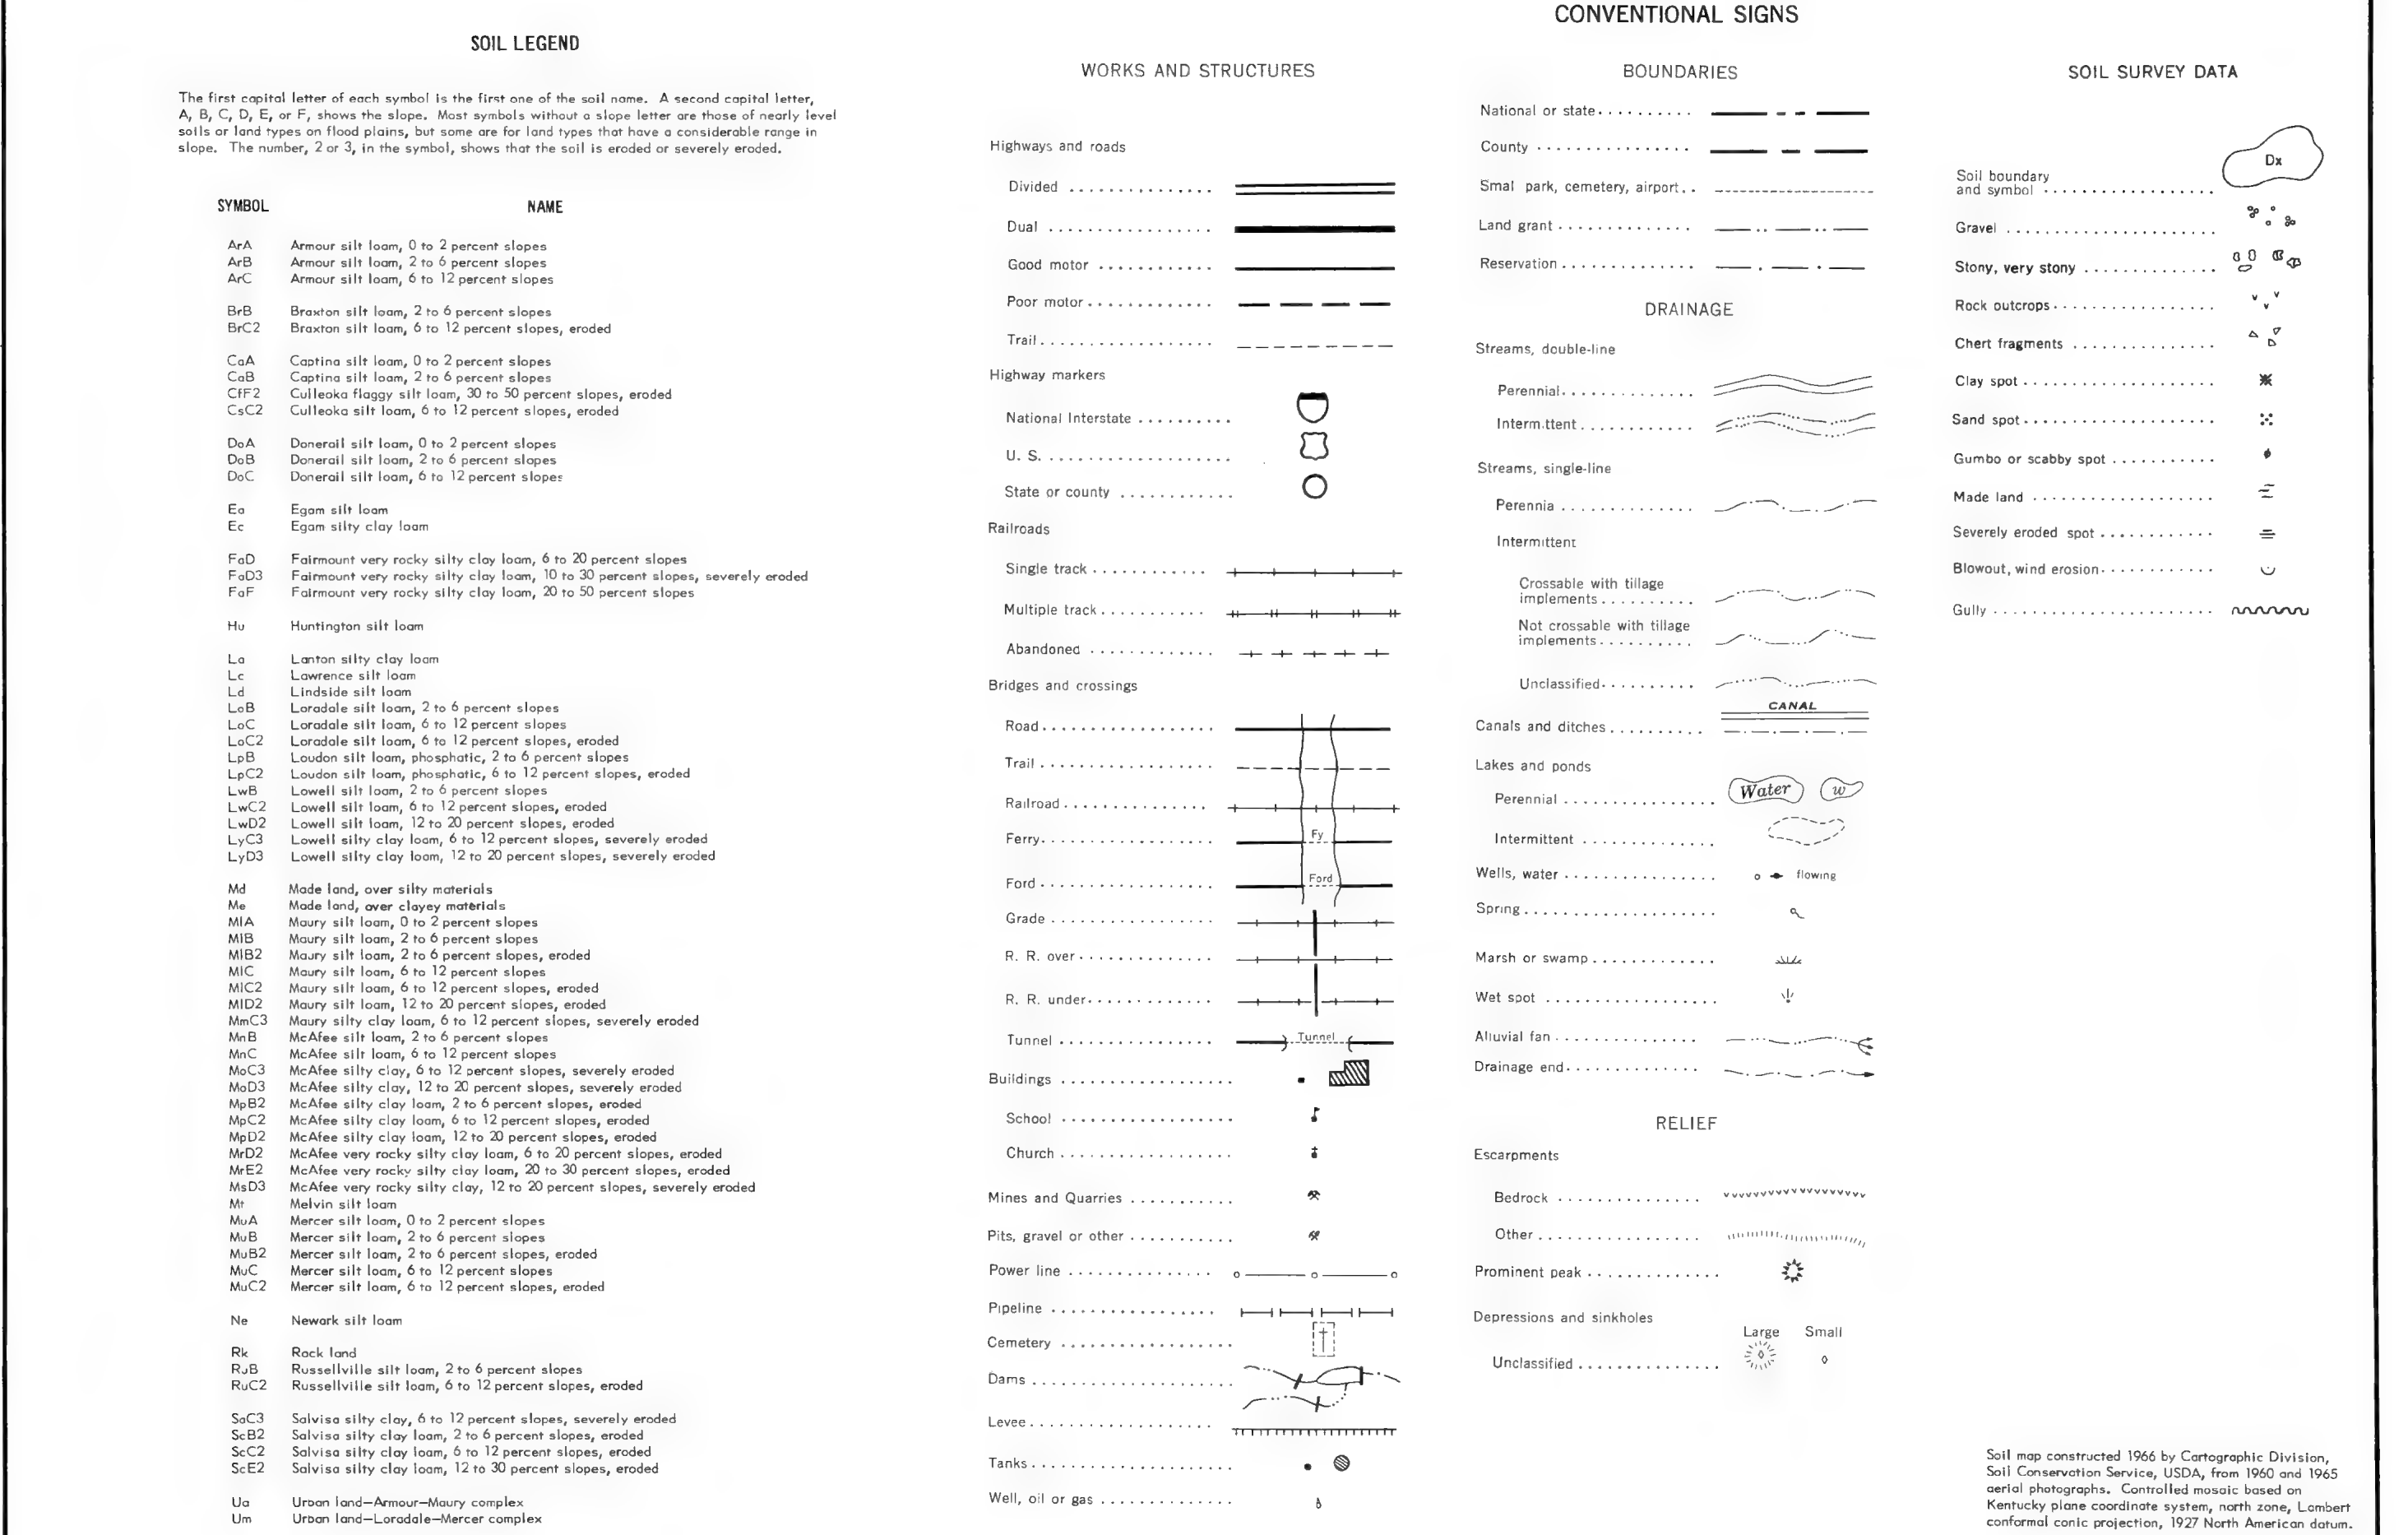 SOIL LEGEND
The first capital letter of each symbol is the first one of the soil name. A second capital letter,
A, B, C, D, E, or F, shows the slope. Most symbols without a slope letter are those of nearly level
soils or land types on flood plains, but some are for land types that have a considerable range in
slope. The number, 2 or 3, in the symbol, shows that the soil is eroded or severely eroded.
SYMBOL NAME
ArA Armour silt loam, 0 to 2 percent slopes
ArB Armour silt loam, 2 to 6 percent slopes
ArC Armour silt loam, 6 to 12 percent slopes
BrB Braxton silt loam, 2 to 6 percent slopes
BrC2 Braxton silt loam, 6 to 12 percent slopes, eroded
CaA Captina silt loam, 0 to 2 percent slopes
CaB Captina silt loam, 2 to 6 percent slopes
CfF2 Culleoka flaggy silt loam, 30 to 50 percent slopes, eroded
CsC2 Culleoka silt loam, 6 to 12 percent slopes, eroded
DoA Donerail silt loam, 0 to 2 percent slopes
DoB Donerail silt loam, 2 to 6 percent slopes
DoC Donerail silt loam, 6 to 12 percent slopes
Ea Egam silt loam
Ec Egam silty clay loam
FaD Fairmount very rocky silty clay loam, 6 to 20 percent slopes
FaD3 Fairmount very rocky silty clay loam, 10 to 30 percent slopes, severely eroded
FaF Fairmount very rocky silty clay loam, 20 to 50 percent slopes
Hu Huntington silt loam
La Lanton silty clay loam
Lc Lawrence silt loam
Ld Lindside silt loam
LoB Loradale silt loam, 2 to 6 percent slopes
LoC Loradale silt loam, 6 to 12 percent slopes
LoC2 Loradale silt loam, 6 to 12 percent slopes, eroded
LpB Loudon silt loam, phosphatic, 2 to 6 percent slopes
LpC2 Loudon silt loam, phosphatic, 6 to 12 percent slopes, eroded
LwB Lowell silt loam, 2 to 6 percent slopes
LwC2 Lowell silt loam, 6 to 12 percent slopes, eroded
LwD2 Lowell silt loam, 12 to 20 percent slopes, eroded
LyC3 Lowell silty clay loam, 6 to 12 percent slopes, severely eroded
LyD3 Lowell silty clay loam, 12 to 20 percent slopes, severely eroded
Md Made land, over silty materials
Me Made land, over clayey materials
MlA Maury silt loam, 0 to 2 percent slopes
MlB Maury silt loam, 2 to 6 percent slopes
MlB2 Maury silt loam, 2 to 6 percent slopes, eroded
MlC Maury silt loam, 6 to 12 percent slopes
MlC2 Maury silt loam, 6 to 12 percent slopes, eroded
MlD2 Maury silt loam, 12 to 20 percent slopes, eroded
MmC3 Maury silty clay loam, 6 to 12 percent slopes, severely eroded
MnB McAfee silt loam, 2 to 6 percent slopes
MnC McAfee silt loam, 6 to 12 percent slopes
MoC3 McAfee silty clay, 6 to 12 percent slopes, severely eroded
MoD3 McAfee silty clay, 12 to 20 percent slopes, severely eroded
MpB2 McAfee silty clay loam, 2 to 6 percent slopes, eroded
MpC2 McAfee silty clay loam, 6 to 12 percent slopes, eroded
MpD2 McAfee silty clay loam, 12 to 20 percent slopes, eroded
MrD2 McAfee very rocky silty clay loam, 6 to 20 percent slopes, eroded
MrE2 McAfee very rocky silty clay loam, 20 to 30 percent slopes, eroded
MsD3 McAfee very rocky silty clay, 12 to 20 percent slopes, severely eroded
Mt Melvin silt loam
MuA Mercer silt loam, 0 to 2 percent slopes
MuB Mercer silt loam, 2 to 6 percent slopes
MuB2 Mercer silt loam, 2 to 6 percent slopes, eroded
MuC Mercer silt loam, 6 to 12 percent slopes
MuC2 Mercer silt loam, 6 to 12 percent slopes, eroded
Ne Newark silt loam
Rk Rock land
RuB Russellville silt loam, 2 to 6 percent slopes
RuC2 Russellville silt loam, 6 to 12 percent slopes, eroded
SaC3 Salvisa silty clay, 6 to 12 percent slopes, severely eroded
ScB2 Salvisa silty clay loam, 2 to 6 percent slopes, eroded
ScC2 Salvisa silty clay loam, 6 to 12 percent slopes, eroded
ScE2 Salvisa silty clay loam, 12 to 30 percent slopes, eroded
Ua Urban land—Armour—Maury complex
Um Urban land—Loradale—Mercer complex
CONVENTIONAL SIGNS
WORKS AND STRUCTURES
Highways and roads
Divided
Dual
Good motor
Poor motor
Trail
Highway markers
National Interstate
U. S.
State or county
Railroads
Single track
Multiple track
Abandoned
Bridges and crossings
Road
Trail
Railroad
Ferry Fy
Ford Ford
Grade
R. R. over
R. R. under
Tunnel Tunnel
Buildings
School
Church
Mines and Quarries
Pits, gravel or other
Power line
Pipeline
Cemetery
Dams
Levee
Tanks
Well, oil or gas
BOUNDARIES
National or state
County
Smal park, cemetery, airport
Land grant
Reservation
DRAINAGE
Streams, double-line
Perennial
Interm.ttent
Streams, single-line
Perennia
Intermittent
Crossable with tillage
implements
Not crossable with tillage
implements
Unclassified
CANAL
Canals and ditches
Lakes and ponds
Perennial Water w
Intermittent
Wells, water flowing
Spring
Marsh or swamp
Wet spot
Alluvial fan
Drainage end
RELIEF
Escarpments
Bedrock
Other
Prominent peak
Depressions and sinkholes
Large Small
Unclassified
SOIL SURVEY DATA
Dx
Soil boundary
and symbol
Gravel
Stony, very stony
Rock outcrops
Chert fragments
Clay spot
Sand spot
Gumbo or scabby spot
Made land
Severely eroded spot
Blowout, wind erosion
Gully
Soil map constructed 1966 by Cartographic Division,
Soil Conservation Service, USDA, from 1960 and 1965
aerial photographs. Controlled mosaic based on
Kentucky plane coordinate system, north zone, Lambert
conformal conic projection, 1927 North American datum.